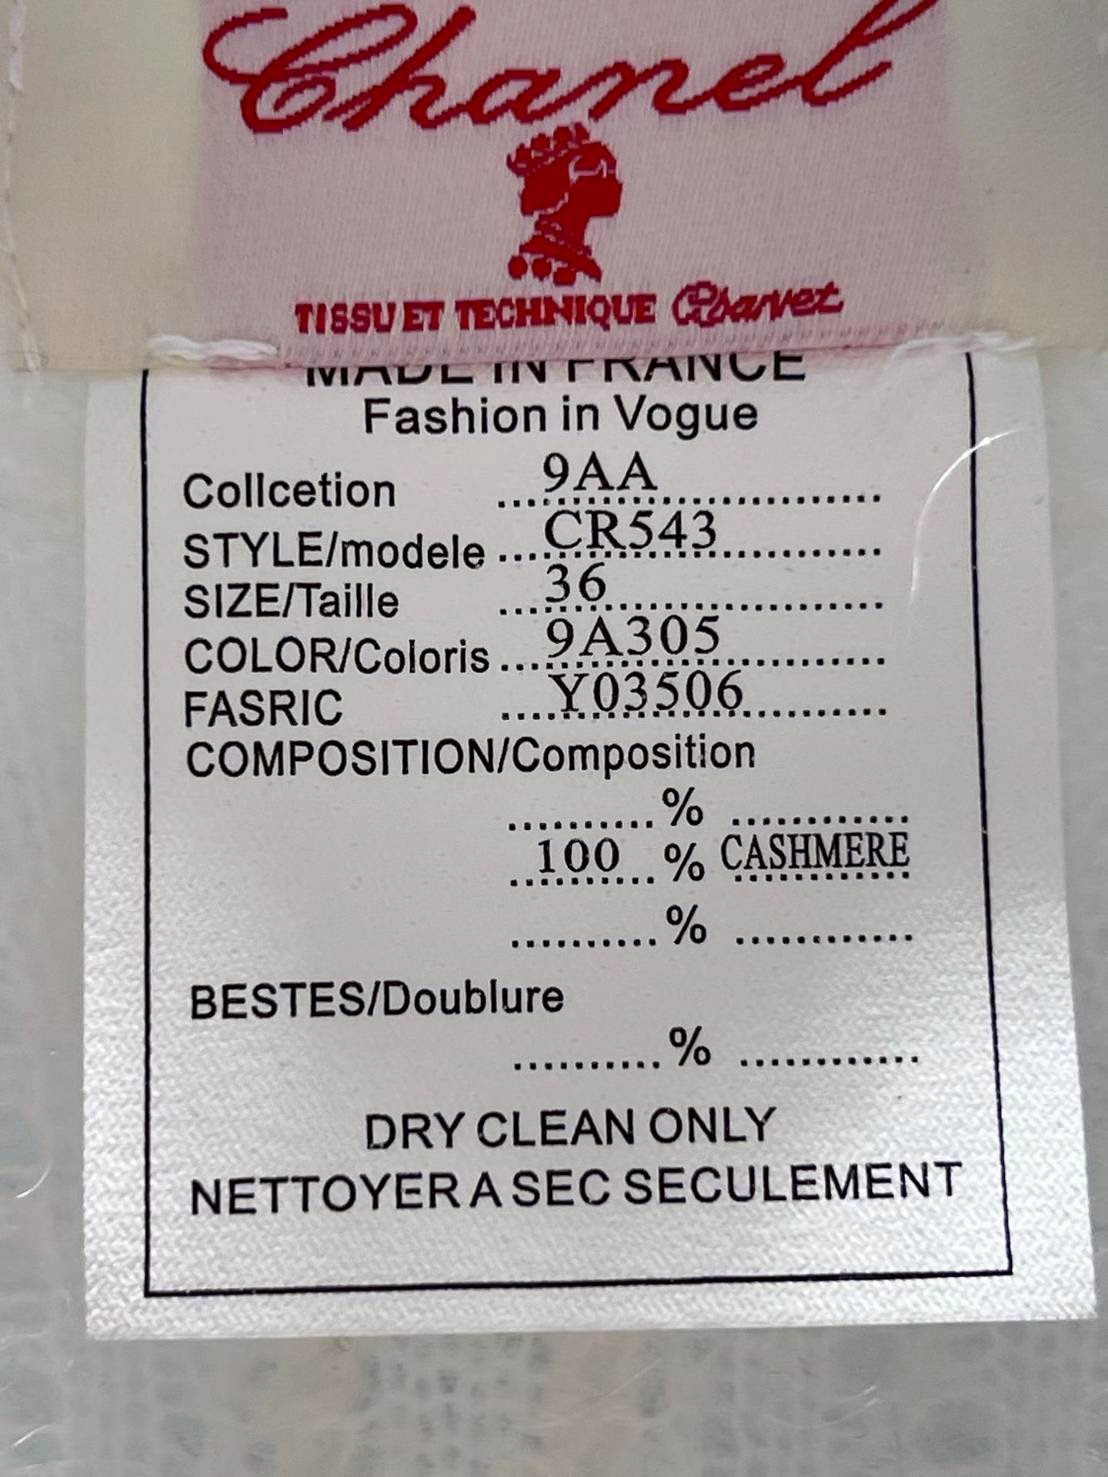 Chanel
TISSU ET TECHNIQUE Charvet
MADE IN FRANCE
Fashion in Vogue
Collcetion 9AA
STYLE/modele CR543
SIZE/Taille 36
COLOR/Coloris 9A305
FASRIC Y03506
COMPOSITION/Composition
..........% ............
100 % CASHMERE
..........% ............
BESTES/Doublure
..........% ............
DRY CLEAN ONLY
NETTOYER A SEC SECULEMENT